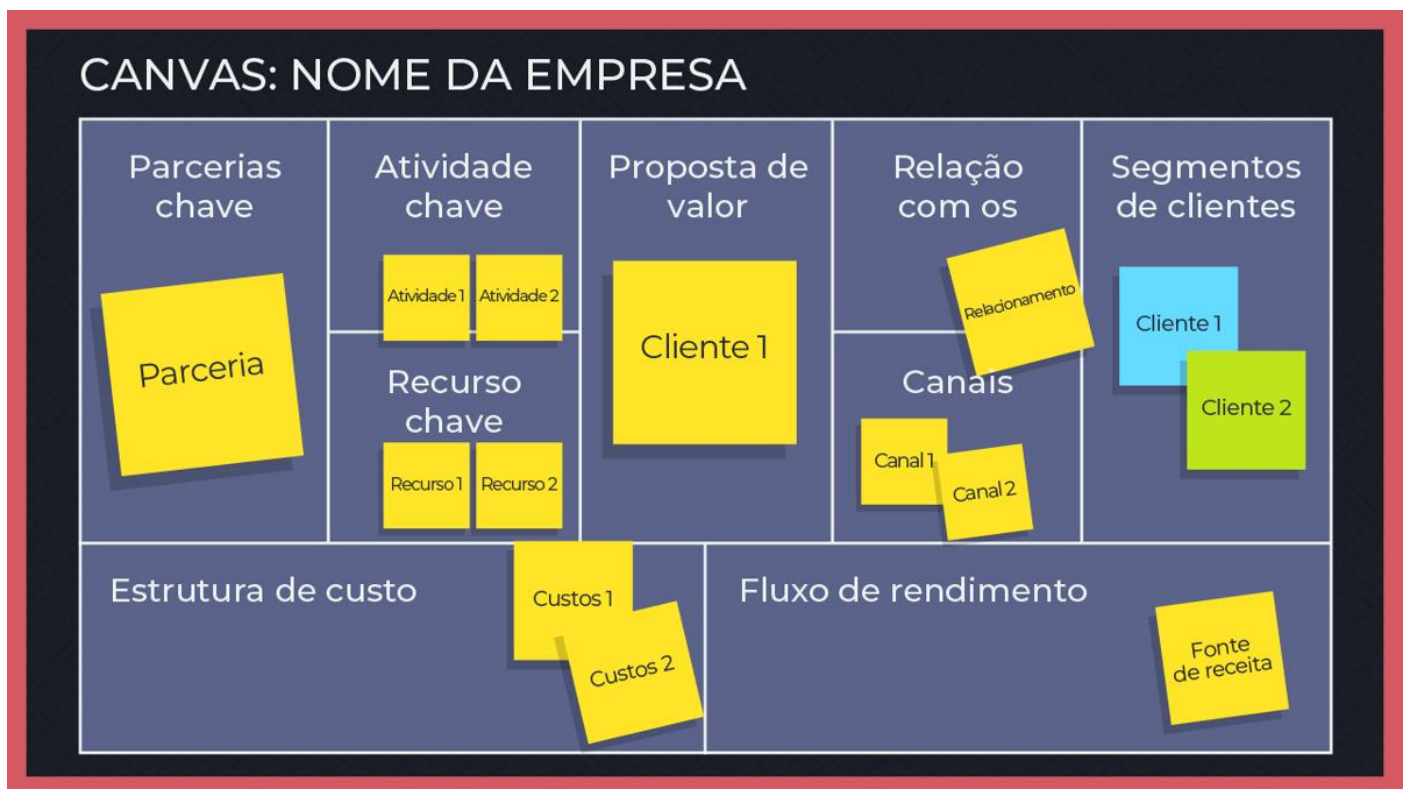 CANVAS: NOME DA EMPRESA
Parcerias
chave
Parceria
Atividade
chave
Atividade 1
Atividade 2
Recurso
chave
Recurso 1
Recurso 2
Proposta de
valor
Cliente 1
Relação
com os
Relacionamento
Canais
Canal 1
Canal 2
Segmentos
de clientes
Cliente 1
Cliente 2
Estrutura de custo
Custos 1
Custos 2
Fluxo de rendimento
Fonte
de receita